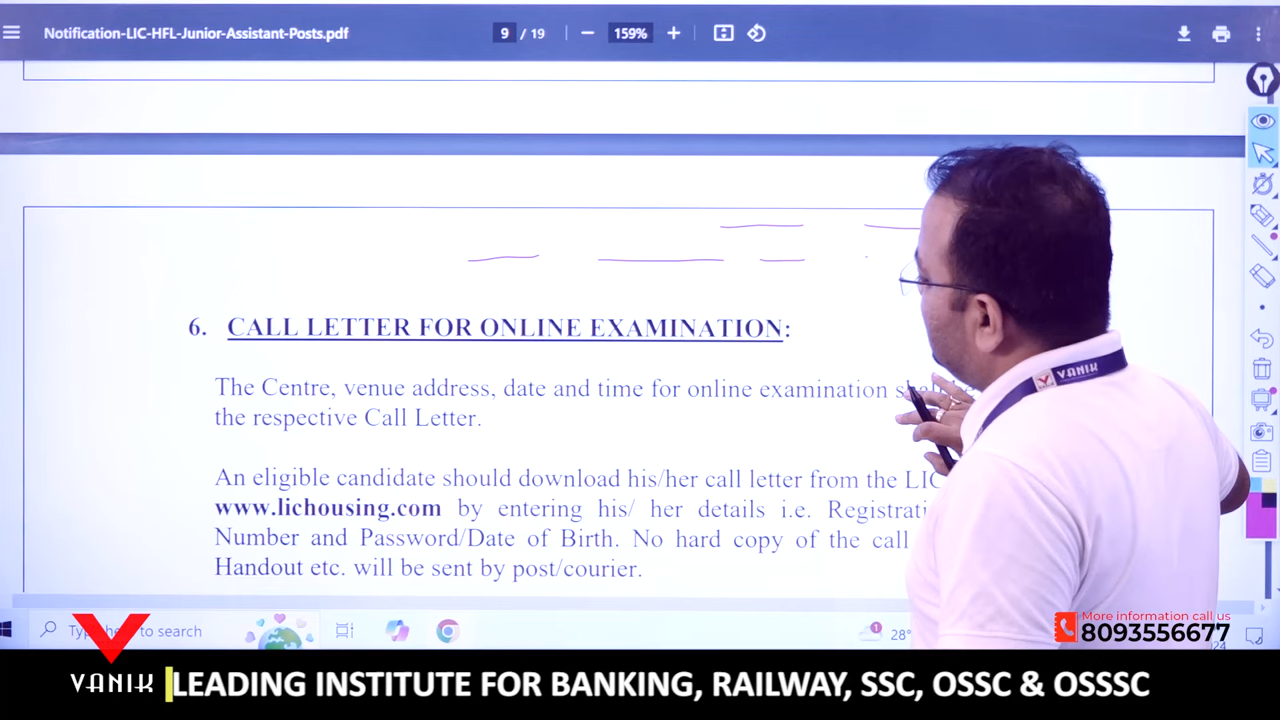 Notification-LIC-HFL-Junior-Assistant-Posts.pdf
9 / 19
159%
6. CALL LETTER FOR ONLINE EXAMINATION:
The Centre, venue address, date and time for online examination
the respective Call Letter.
An eligible candidate should download his/her call letter from the LIC
www.lichousing.com by entering his/ her details i.e.
Number and Password/Date of Birth. No hard copy of the call
Handout etc. will be sent by post/courier.
to search
28°
VANIK
More information call us
8093556677
VANIK
LEADING INSTITUTE FOR BANKING, RAILWAY, SSC, OSSC & OSSSC